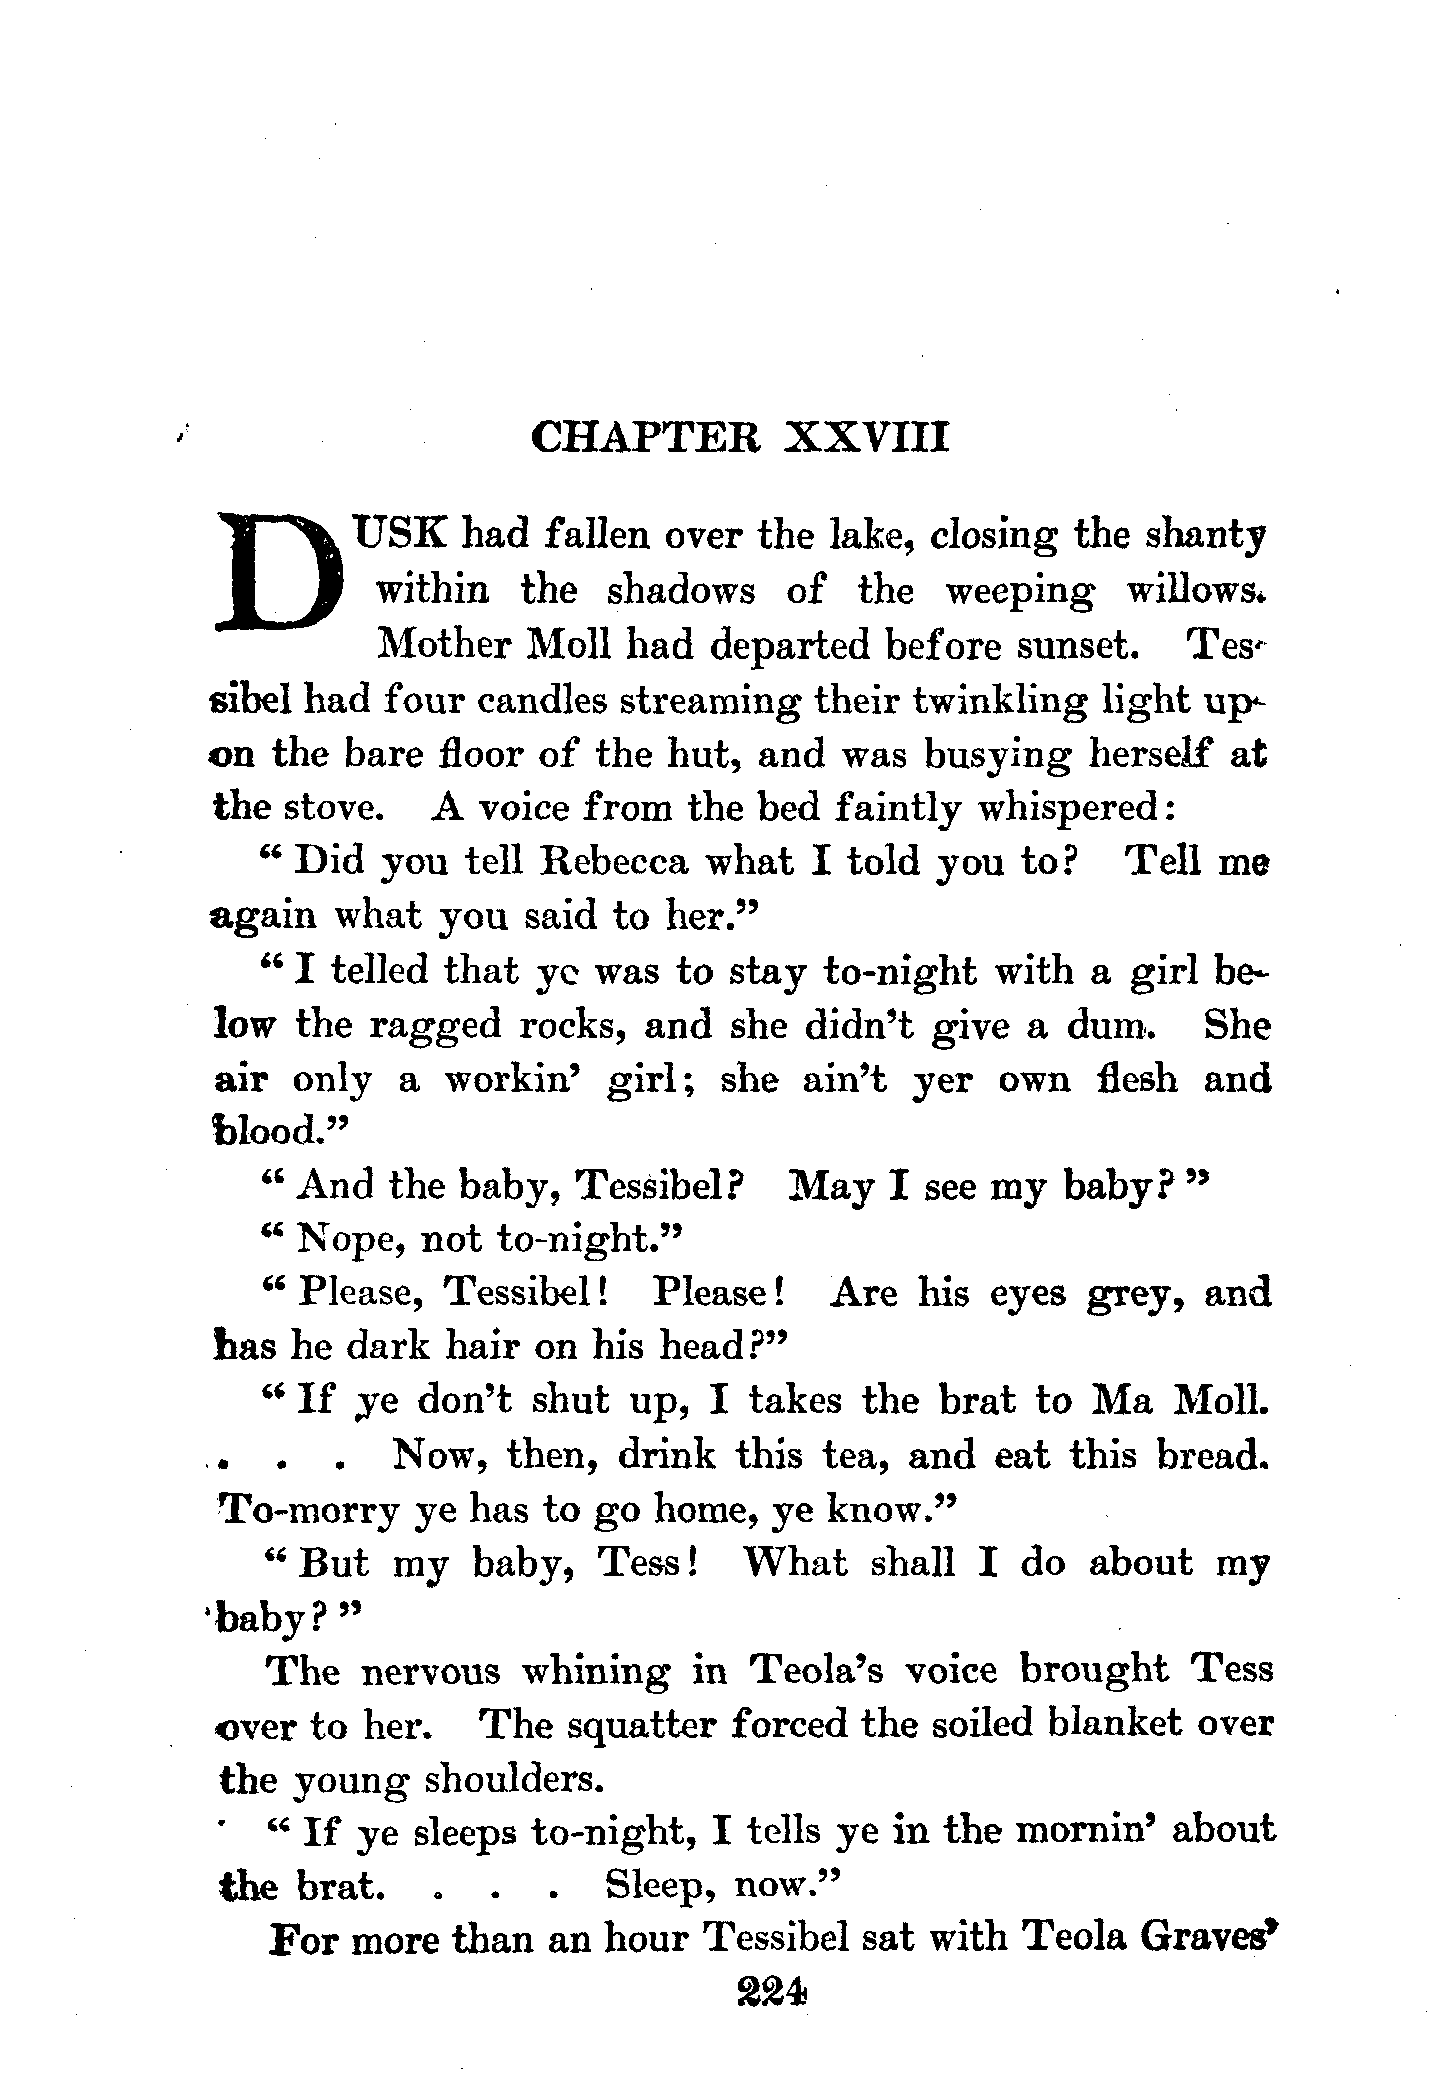 CHAPTER XXVIII
DUSK had fallen over the lake, closing the shanty
within the shadows of the weeping willows.
Mother Moll had departed before sunset. Tes-
sibel had four candles streaming their twinkling light up-
on the bare floor of the hut, and was busying herself at
the stove. A voice from the bed faintly whispered:
“ Did you tell Rebecca what I told you to? Tell me
again what you said to her.”
“ I telled that ye was to stay to-night with a girl be-
low the ragged rocks, and she didn’t give a dum. She
air only a workin’ girl; she ain’t yer own flesh and
blood.”
“ And the baby, Tessibel? May I see my baby? ”
“ Nope, not to-night.”
“ Please, Tessibel! Please! Are his eyes grey, and
has he dark hair on his head?”
“ If ye don’t shut up, I takes the brat to Ma Moll.
. . . Now, then, drink this tea, and eat this bread.
To-morry ye has to go home, ye know.”
“ But my baby, Tess! What shall I do about my
baby? ”
The nervous whining in Teola’s voice brought Tess
over to her. The squatter forced the soiled blanket over
the young shoulders.
“ If ye sleeps to-night, I tells ye in the mornin’ about
the brat. . . . Sleep, now.”
For more than an hour Tessibel sat with Teola Graves’
224